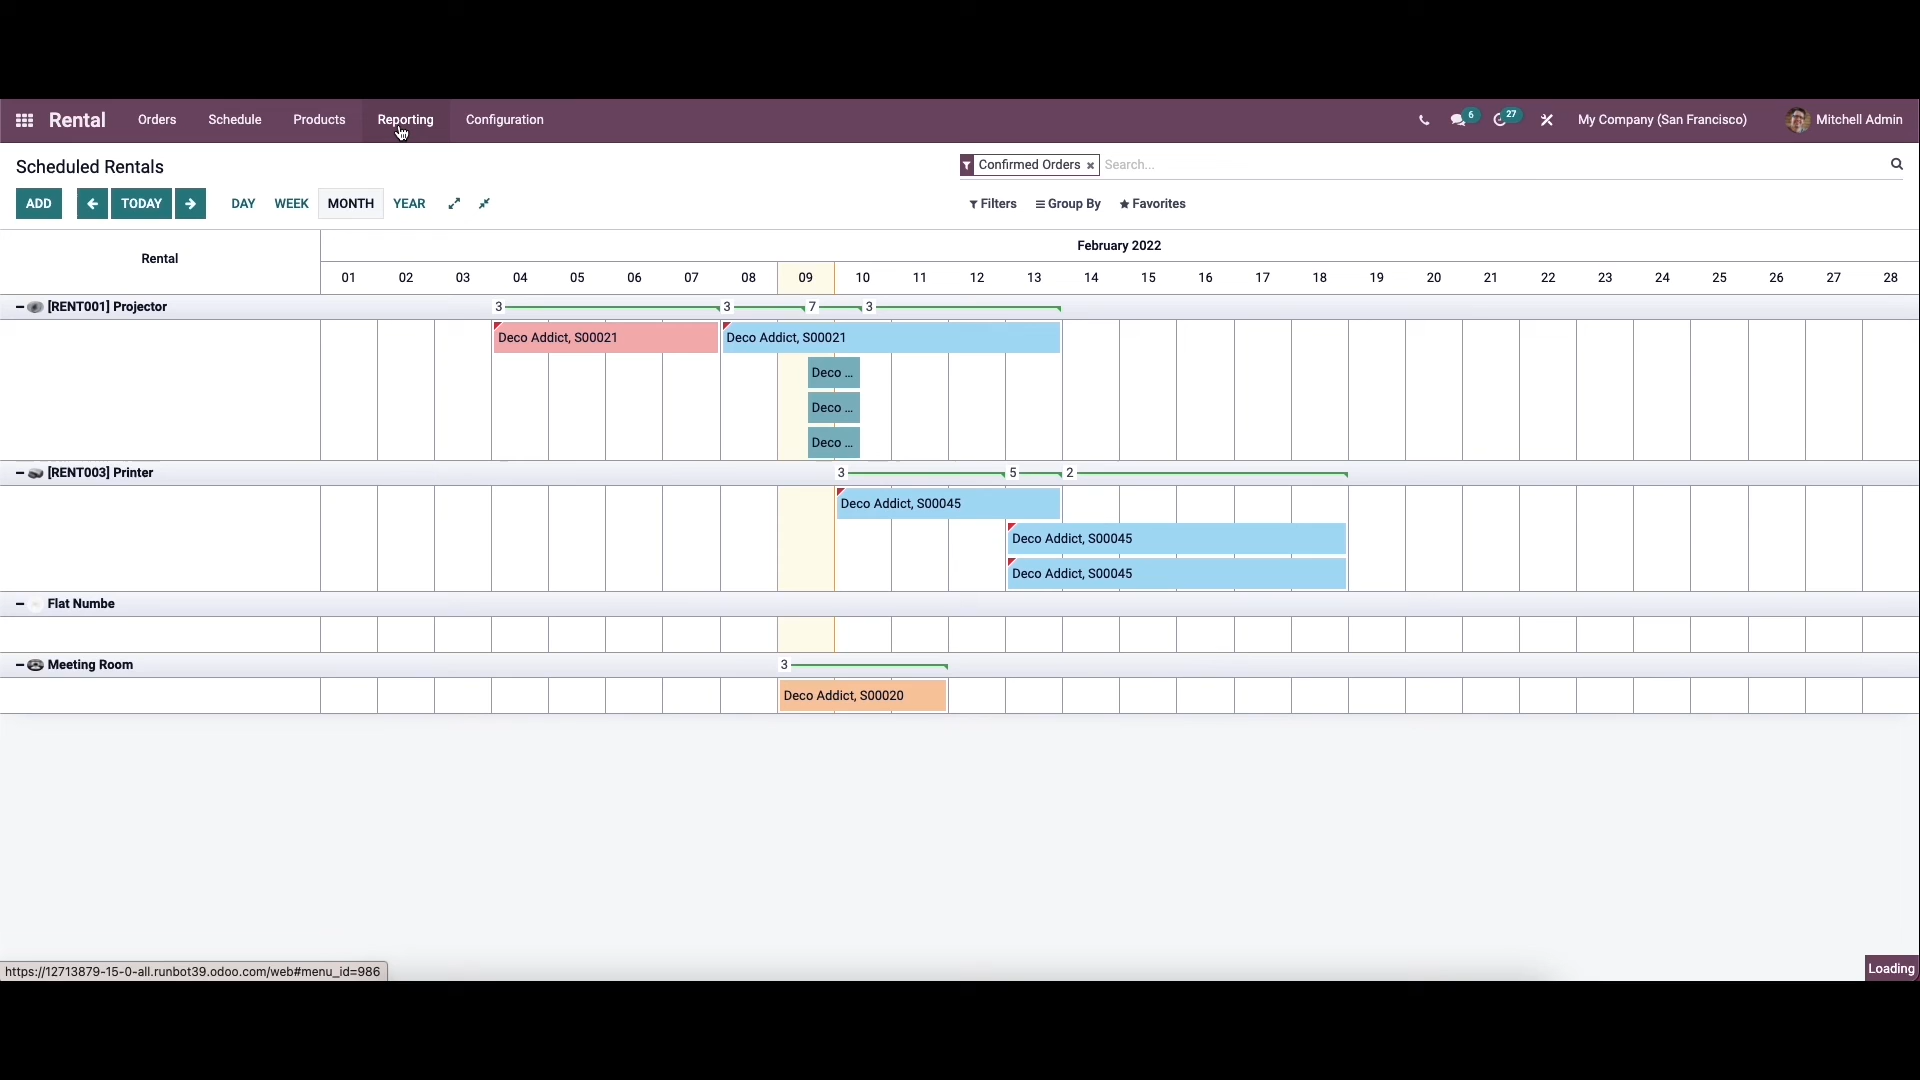 Rental Orders Schedule Products Reporting Configuration 6 27 My Company (San Francisco) Mitchell Admin
Scheduled Rentals Confirmed Orders × Search...
ADD TODAY DAY WEEK MONTH YEAR Filters Group By Favorites
Rental
February 2022
01 02 03 04 05 06 07 08 09 10 11 12 13 14 15 16 17 18 19 20 21 22 23 24 25 26 27 28
[RENT001] Projector 3 3 7 3
Deco Addict, S00021 Deco Addict, S00021
Deco ...
Deco ...
Deco ...
[RENT003] Printer 3 5 2
Deco Addict, S00045
Deco Addict, S00045
Deco Addict, S00045
Flat Numbe
Meeting Room 3
Deco Addict, S00020
https://12713879-15-0-all.runbot39.odoo.com/web#menu_id=986 Loading